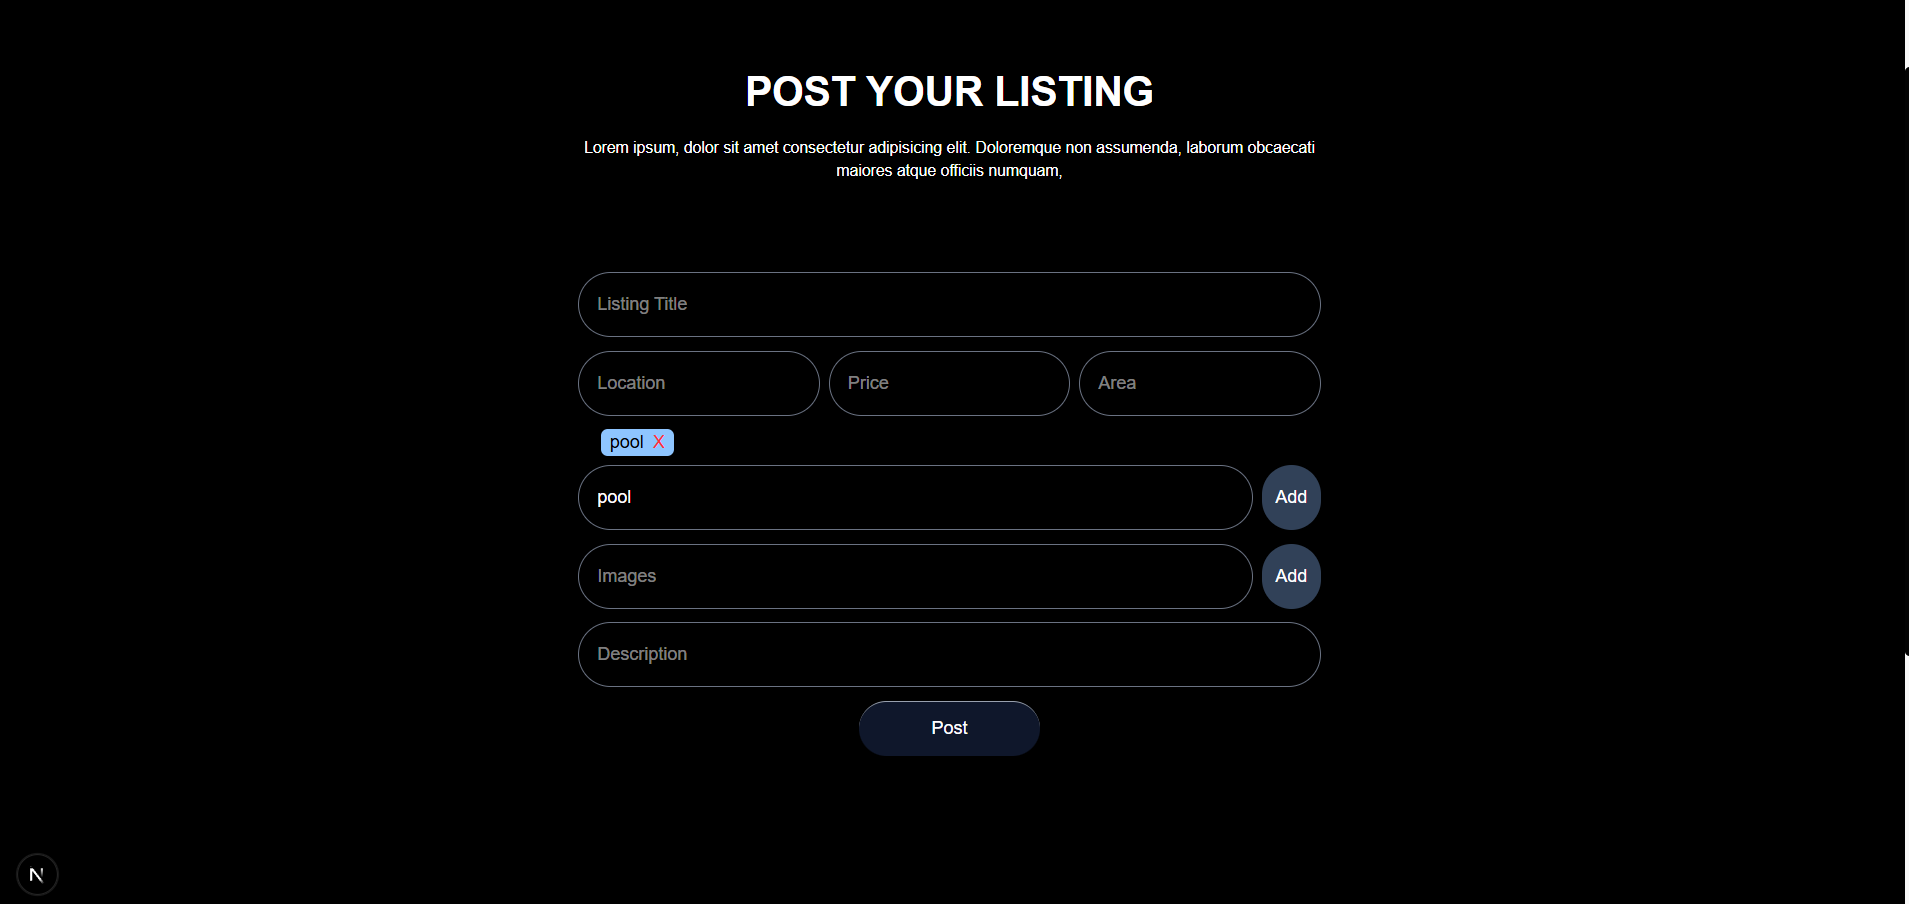 POST YOUR LISTING
Lorem ipsum, dolor sit amet consectetur adipisicing elit. Doloremque non assumenda, laborum obcaecati
maiores atque officiis numquam,
Listing Title
Location Price Area
pool X
pool Add
Images Add
Description
Post
N